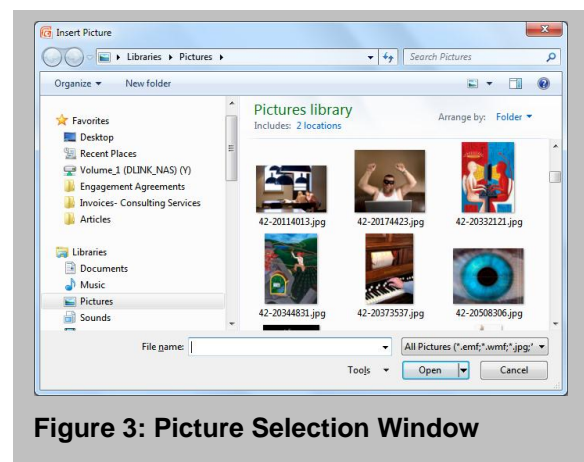 Insert Picture
Libraries Pictures
Search Pictures
Organize New folder
Favorites
Desktop
Recent Places
Volume_1 (DLINK_NAS) (Y)
Engagement Agreements
Invoices- Consulting Services
Articles
Libraries
Documents
Music
Pictures
Sounds
Pictures library
Includes: 2 locations
Arrange by: Folder
42-20114013.jpg 42-20174423.jpg 42-20332121.jpg
42-20344831.jpg 42-20373537.jpg 42-20508306.jpg
File name: All Pictures (*.emf;*.wmf;*.jpg;*
Tools Open Cancel
Figure 3: Picture Selection Window